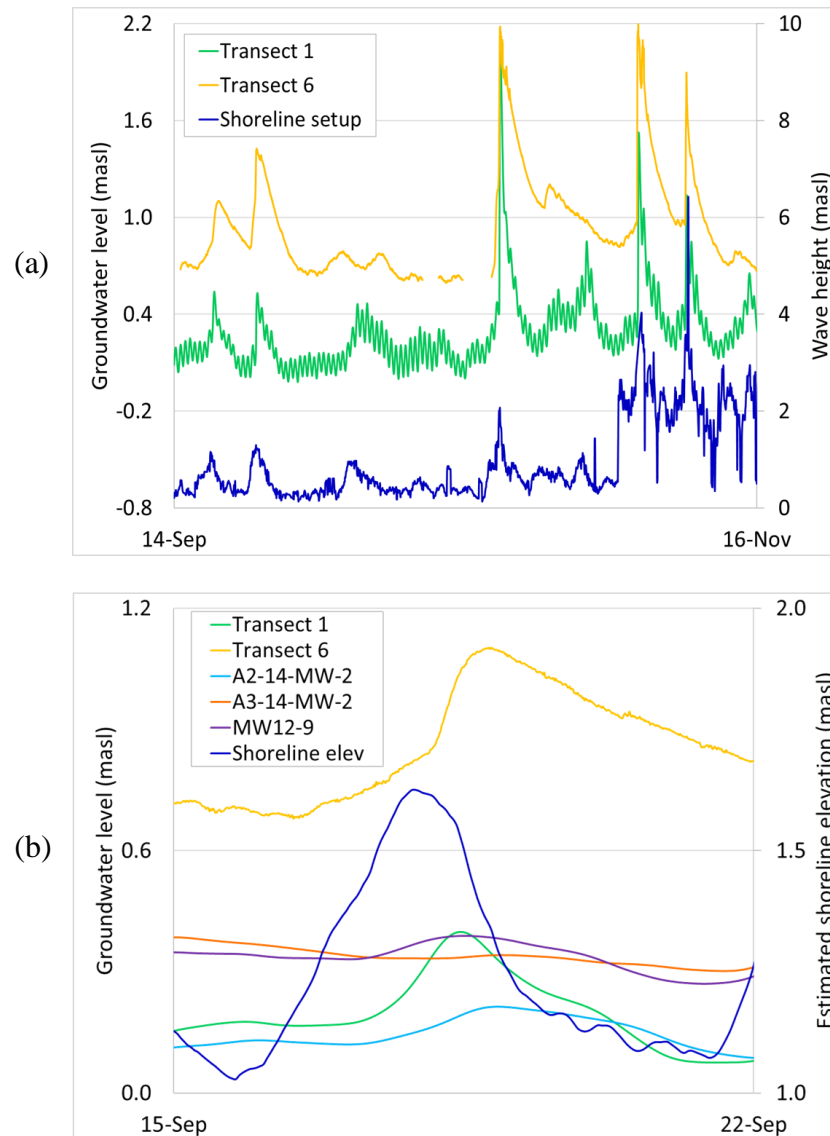 (a)
Groundwater level (masl)
2.2
1.6
1.0
0.4
-0.2
-0.8
Transect 1
Transect 6
Shoreline setup
10
8
6
4
2
0
Wave height (masl)
14-Sep
16-Nov
(b)
Groundwater level (masl)
1.2
0.6
0.0
Transect 1
Transect 6
A2-14-MW-2
A3-14-MW-2
MW12-9
Shoreline elev
2.0
1.5
1.0
Estimated shoreline elevation (masl)
15-Sep
22-Sep